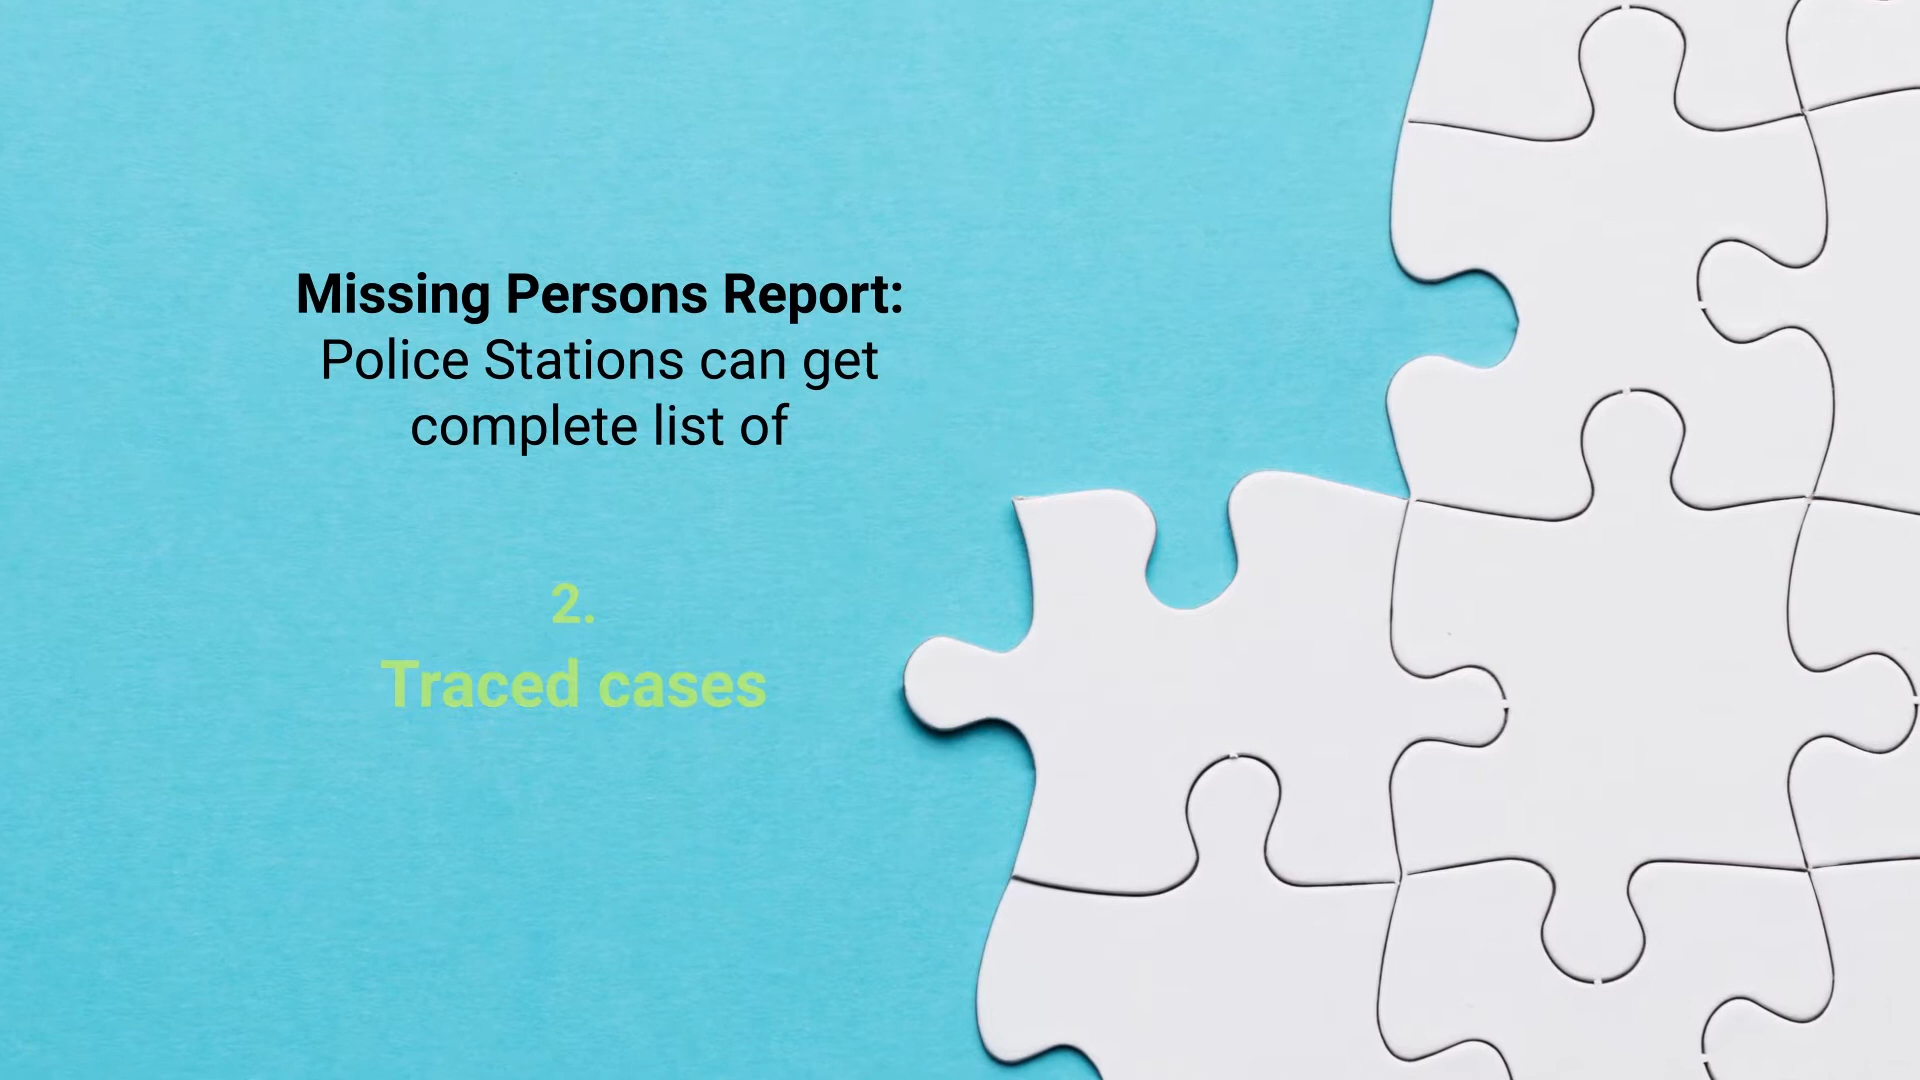 Missing Persons Report:
Police Stations can get
complete list of
2.
Traced cases